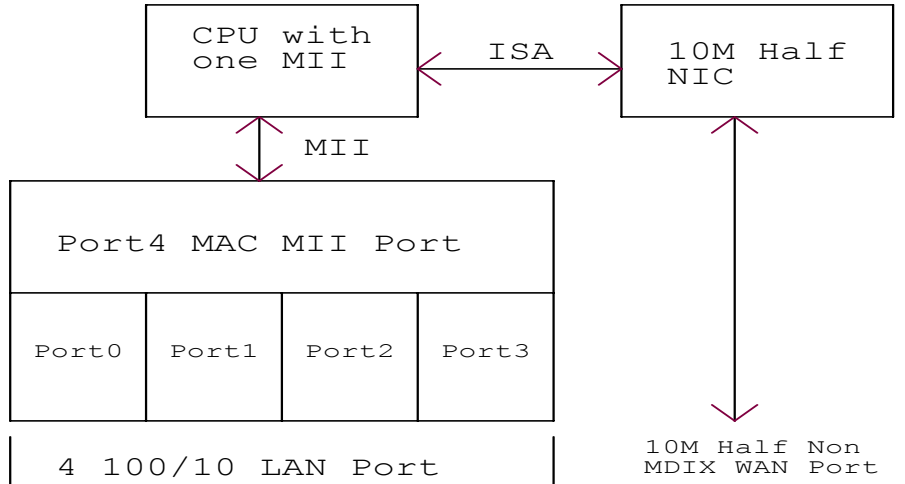 CPU with
one MII
ISA
10M Half
NIC
MII
Port4 MAC MII Port
Port0
Port1
Port2
Port3
4 100/10 LAN Port
10M Half Non
MDIX WAN Port